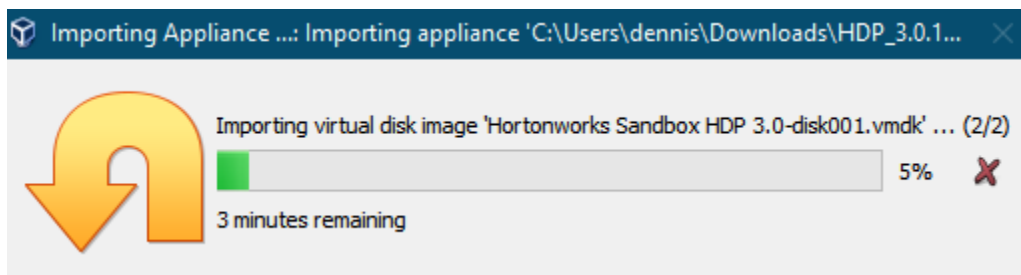 Importing Appliance ...: Importing appliance 'C:\Users\dennis\Downloads\HDP_3.0.1...
Importing virtual disk image 'Hortonworks Sandbox HDP 3.0-disk001.vmdk' ... (2/2)
5%
3 minutes remaining